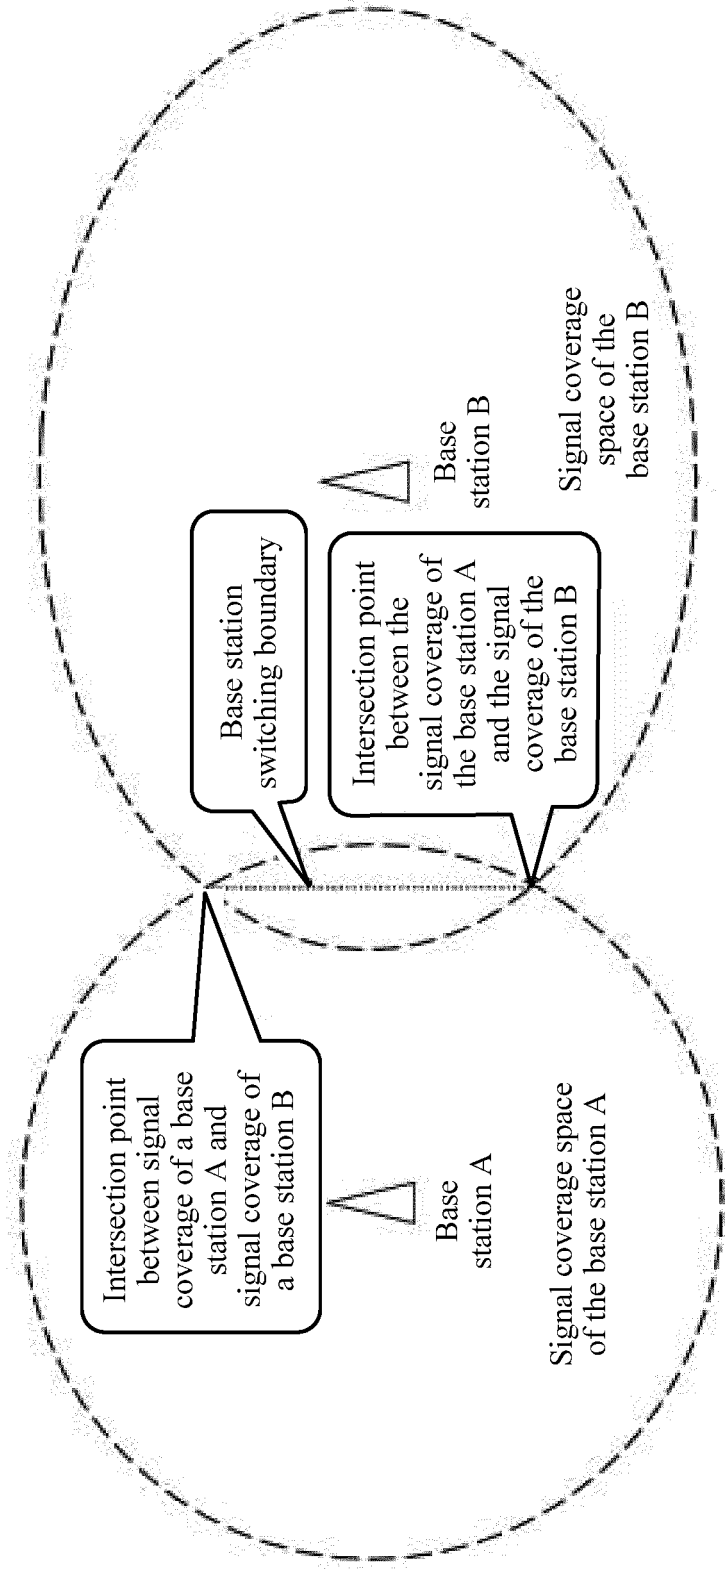 Intersection point
between signal
coverage of a base
station A and
signal coverage of
a base station B
Base station
switching boundary
Intersection point
between the
signal coverage of
the base station A
and the signal
coverage of the
base station B
Base
station A
Base
station B
Signal coverage space
of the base station A
Signal coverage
space of the
base station B